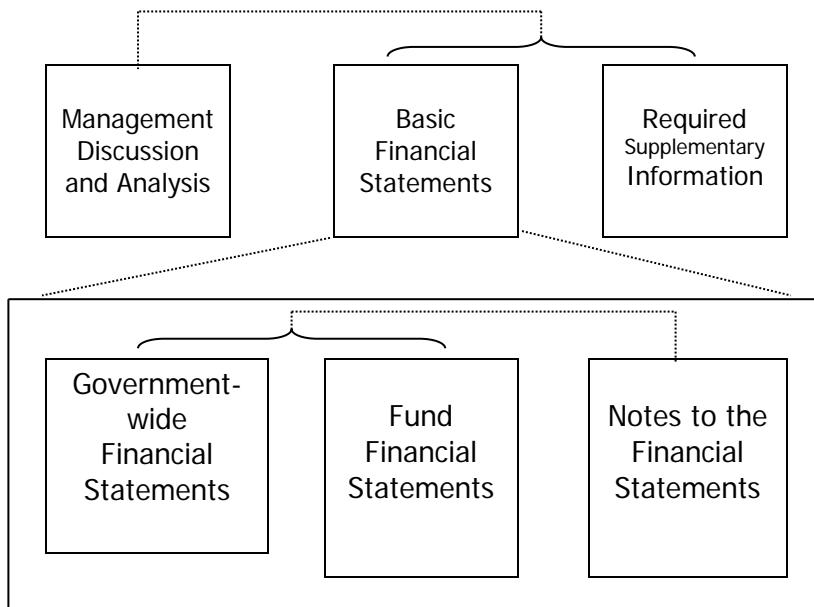 Management
Discussion
and Analysis
Basic
Financial
Statements
Required
Supplementary
Information
Government-
wide
Financial
Statements
Fund
Financial
Statements
Notes to the
Financial
Statements